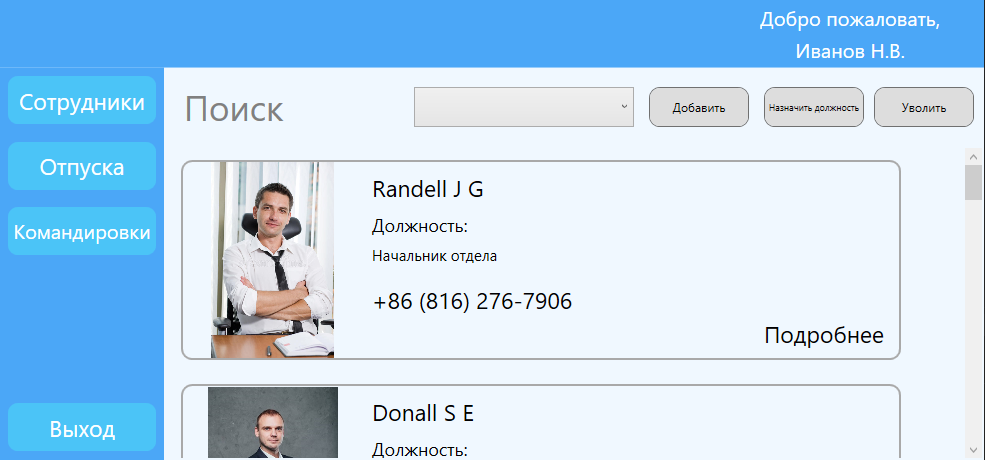 Добро пожаловать,
Иванов Н.В.
Сотрудники
Отпуска
Командировки
Выход
Поиск
Добавить
Назначить должность
Уволить
Randell J G
Должность:
Начальник отдела
+86 (816) 276-7906
Подробнее
Donall S E
Должность: